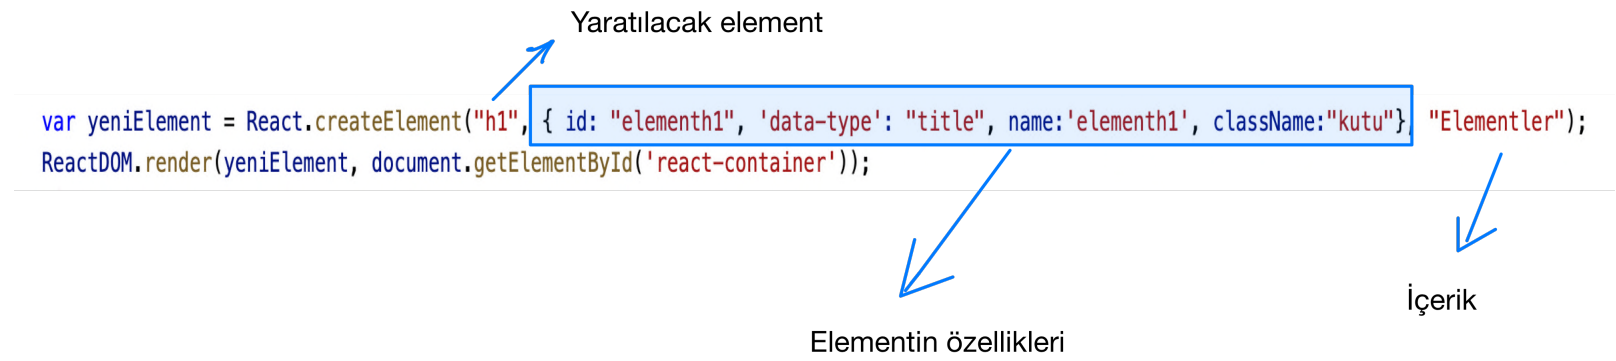 Yaratılacak element
var yeniElement = React.createElement("h1", { id: "elementh1", 'data-type': "title", name:'elementh1', className:"kutu"}, "Elementler");
ReactDOM.render(yeniElement, document.getElementById('react-container'));
İçerik
Elementin özellikleri